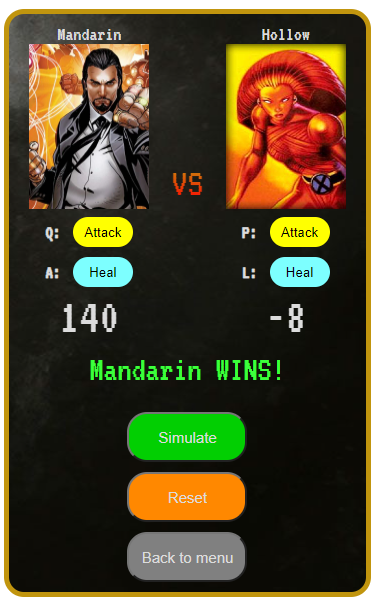 Mandarin Hollow
VS
Q: Attack P: Attack
A: Heal L: Heal
140 -8
Mandarin WINS!
Simulate
Reset
Back to menu